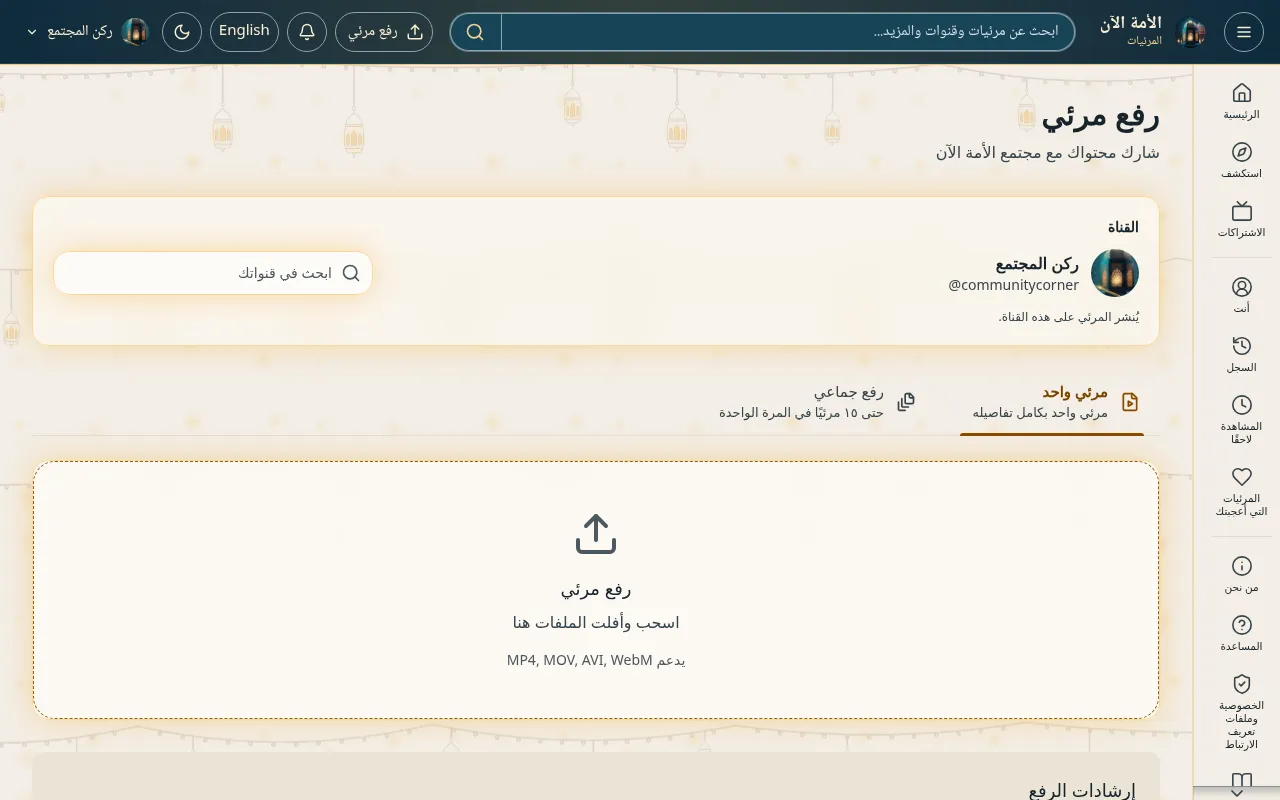 الأمة الآن
المرئيات
ابحث عن مرئيات وقنوات والمزيد...
رفع مرئي
English
ركن المجتمع
الرئيسية
استكشف
الاشتراكات
أنت
السجل
المشاهدة
لاحقًا
المرئيات
التي أعجبتك
من نحن
المساعدة
الخصوصية
وملفات
تعريف
الارتباط
رفع مرئي
شارك محتواك مع مجتمع الأمة الآن
القناة
ركن المجتمع
@communitycorner
يُنشر المرئي على هذه القناة.
ابحث في قنواتك
مرئي واحد
مرئي واحد بكامل تفاصيله
رفع جماعي
حتى ١٥ مرئيًا في المرة الواحدة
رفع مرئي
اسحب وأفلت الملفات هنا
يدعم MP4, MOV, AVI, WebM
إرشادات الرفع